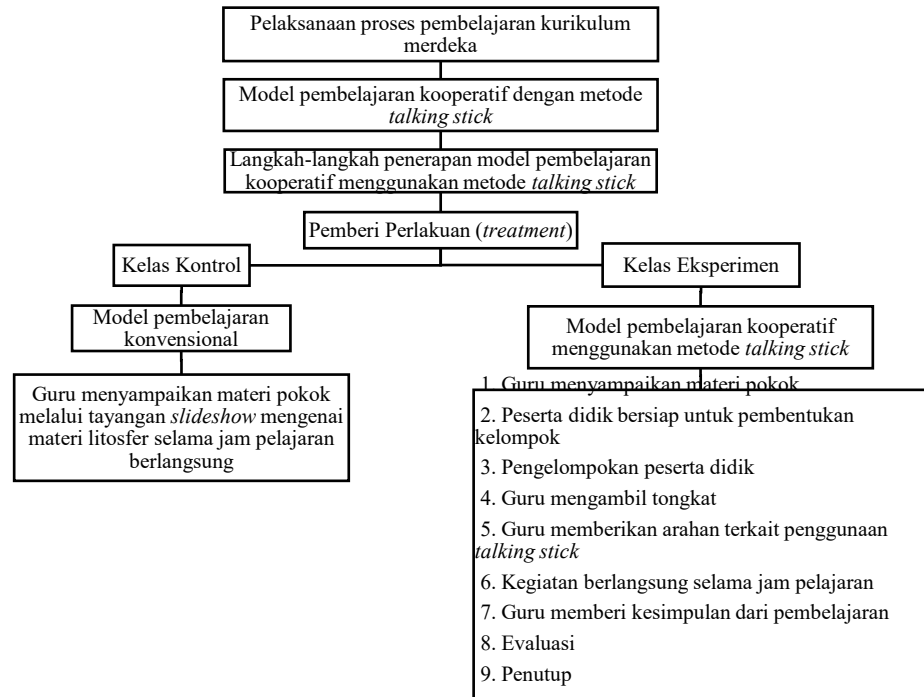 Pelaksanaan proses pembelajaran kurikulum
merdeka
Model pembelajaran kooperatif dengan metode
talking stick
Langkah-langkah penerapan model pembelajaran
kooperatif menggunakan metode talking stick
Pemberi Perlakuan (treatment)
Kelas Kontrol
Model pembelajaran
konvensional
Guru menyampaikan materi pokok
melalui tayangan slideshow mengenai
materi litosfer selama jam pelajaran
berlangsung
Kelas Eksperimen
Model pembelajaran kooperatif
menggunakan metode talking stick
1. Guru menyampaikan materi pokok
2. Peserta didik bersiap untuk pembentukan
kelompok
3. Pengelompokan peserta didik
4. Guru mengambil tongkat
5. Guru memberikan arahan terkait penggunaan
talking stick
6. Kegiatan berlangsung selama jam pelajaran
7. Guru memberi kesimpulan dari pembelajaran
8. Evaluasi
9. Penutup